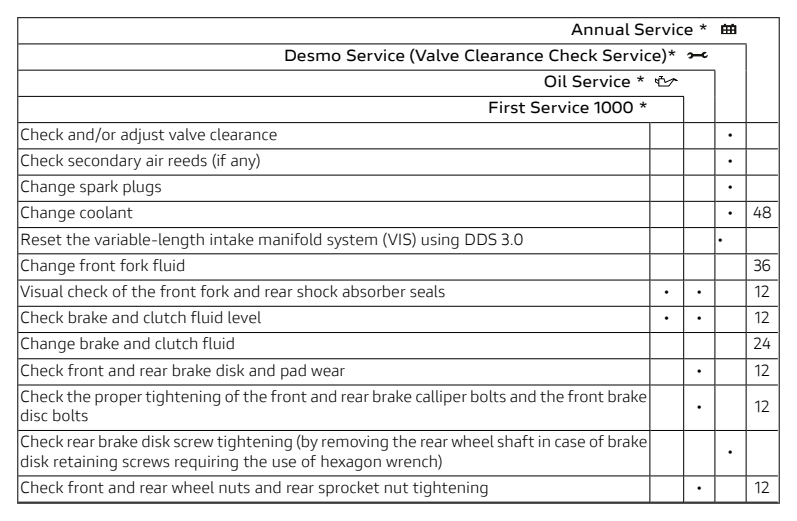 Annual Service *
Desmo Service (Valve Clearance Check Service)*
Oil Service *
First Service 1000 *
Check and/or adjust valve clearance •
Check secondary air reeds (if any) •
Change spark plugs •
Change coolant • 48
Reset the variable-length intake manifold system (VIS) using DDS 3.0 •
Change front fork fluid 36
Visual check of the front fork and rear shock absorber seals • • 12
Check brake and clutch fluid level • • 12
Change brake and clutch fluid 24
Check front and rear brake disk and pad wear • 12
Check the proper tightening of the front and rear brake calliper bolts and the front brake
disc bolts • 12
Check rear brake disk screw tightening (by removing the rear wheel shaft in case of brake
disk retaining screws requiring the use of hexagon wrench) •
Check front and rear wheel nuts and rear sprocket nut tightening • 12